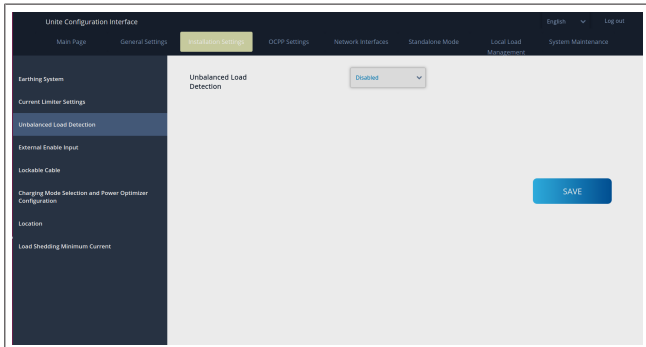 Unite Configuration Interface
English
Log out
Main Page
General Settings
Installation Settings
OCPP Settings
Network Interfaces
Standalone Mode
Local Load
Management
System Maintenance
Earthing System
Current Limiter Settings
Unbalanced Load Detection
External Enable Input
Lockable Cable
Charging Mode Selection and Power Optimizer
Configuration
Location
Load Shedding Minimum Current
Unbalanced Load
Detection
Disabled
SAVE